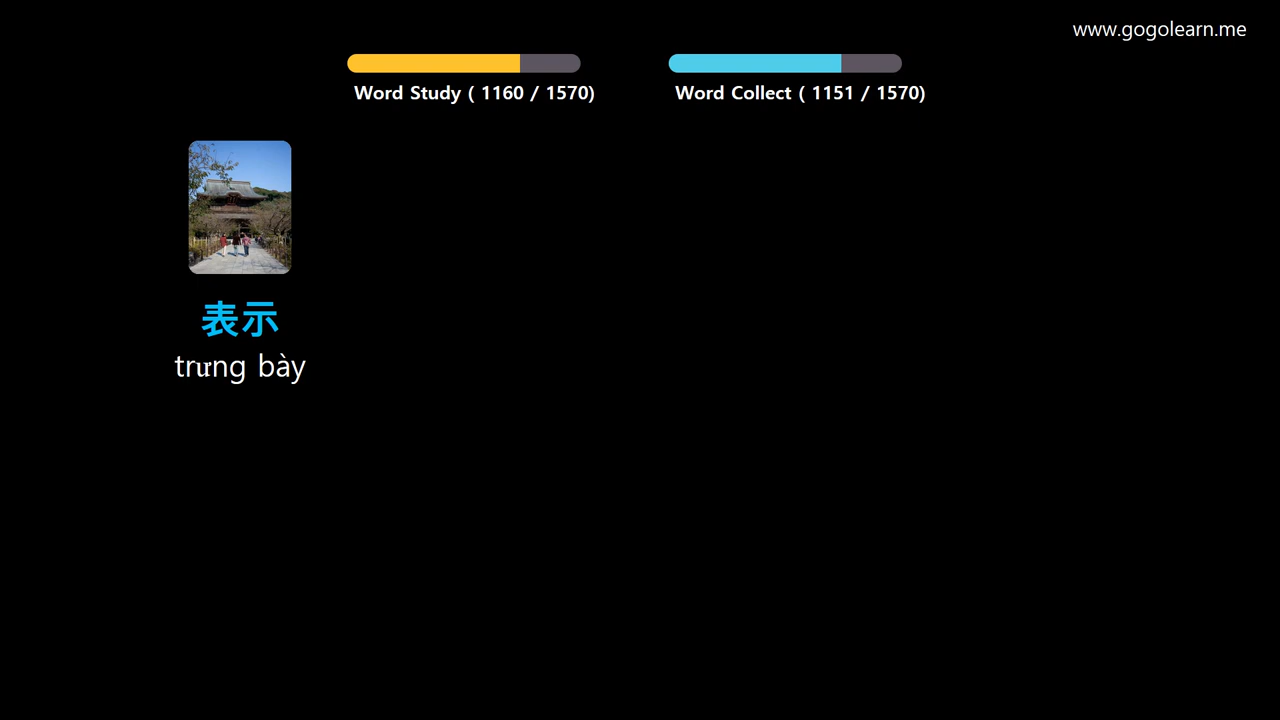 www.gogolearn.me
Word Study ( 1160 / 1570)
Word Collect ( 1151 / 1570)
表示
trưng bày